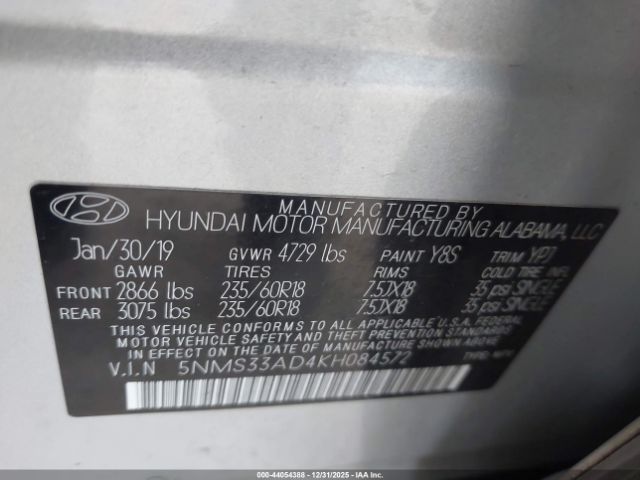 MANUFACTURED BY
HYUNDAI MOTOR MANUFACTURING ALABAMA, LLC
Jan/30/19 GVWR 4729 lbs PAINT Y8S TRIM YPJ
GAWR TIRES RIMS COLD TIRE INFL
FRONT 2866 lbs 235/60R18 7.5JX18 35 psi SINGLE
REAR 3075 lbs 235/60R18 7.5JX18 35 psi SINGLE
THIS VEHICLE CONFORMS TO ALL APPLICABLE U.S.A. FEDERAL
MOTOR VEHICLE SAFETY AND THEFT PREVENTION STANDARDS
IN EFFECT ON THE DATE OF MANUFACTURE SHOWN ABOVE
V.I.N 5NMS33AD4KH084572 TYPE: MPV
000-44054388 - 12/31/2025 - IAA Inc.